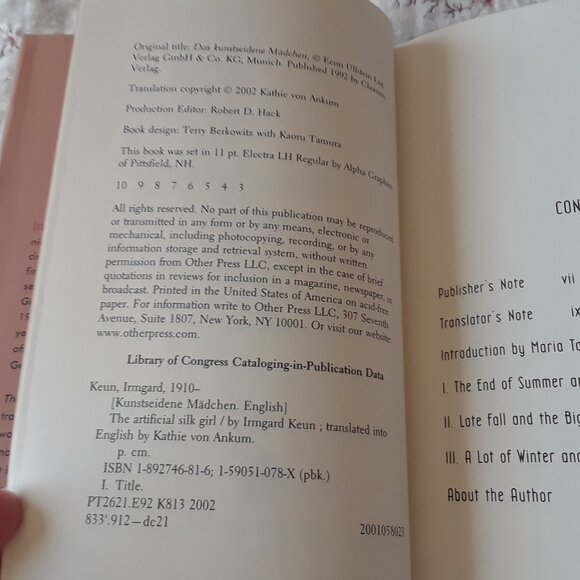 Original title: Das kunstseidene Mädchen, © Econ Ullstein List
Verlag GmbH & Co. KG, Munich. Published 1992 by Claassen
Verlag.
Translation copyright © 2002 Kathie von Ankum
Production Editor: Robert D. Hack
Book design: Terry Berkowitz with Kaoru Tamura
This book was set in 11 pt. Electra LH Regular by Alpha Graphics
of Pittsfield, NH.
10 9 8 7 6 5 4 3
All rights reserved. No part of this publication may be reproduced
or transmitted in any form or by any means, electronic or
mechanical, including photocopying, recording, or by any
information storage and retrieval system, without written
permission from Other Press LLC, except in the case of brief
quotations in reviews for inclusion in a magazine, newspaper, or
broadcast. Printed in the United States of America on acid-free
paper. For information write to Other Press LLC, 307 Seventh
Avenue, Suite 1807, New York, NY 10001. Or visit our website:
www.otherpress.com.
Library of Congress Cataloging-in-Publication Data
Keun, Irmgard, 1910–
[Kunstseidene Mädchen. English]
The artificial silk girl / by Irmgard Keun ; translated into
English by Kathie von Ankum.
p. cm.
ISBN 1-892746-81-6; 1-59051-078-X (pbk.)
I. Title.
PT2621.E92 K813 2002
833'.912—dc21
2001058023
CON
Publisher's Note vii
Translator's Note ix
Introduction by Maria Ta
I. The End of Summer an
II. Late Fall and the Big
III. A Lot of Winter and
About the Author